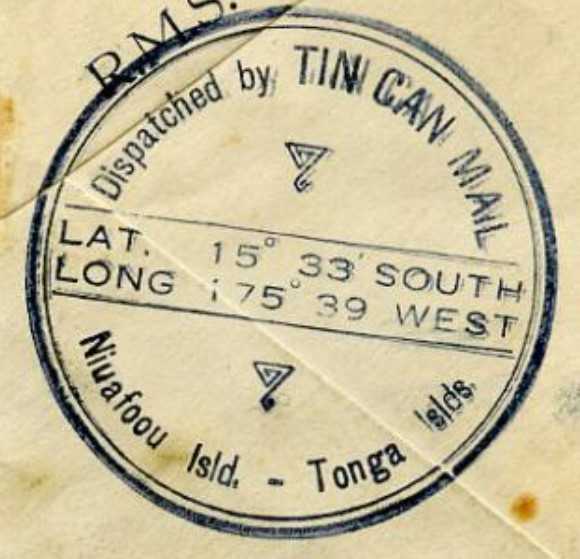 R.M.S.
Dispatched by TIN CAN MAIL
LAT. 15° 33' SOUTH
LONG 175° 39 WEST
Niuafoou Isld. - Tonga Islds.